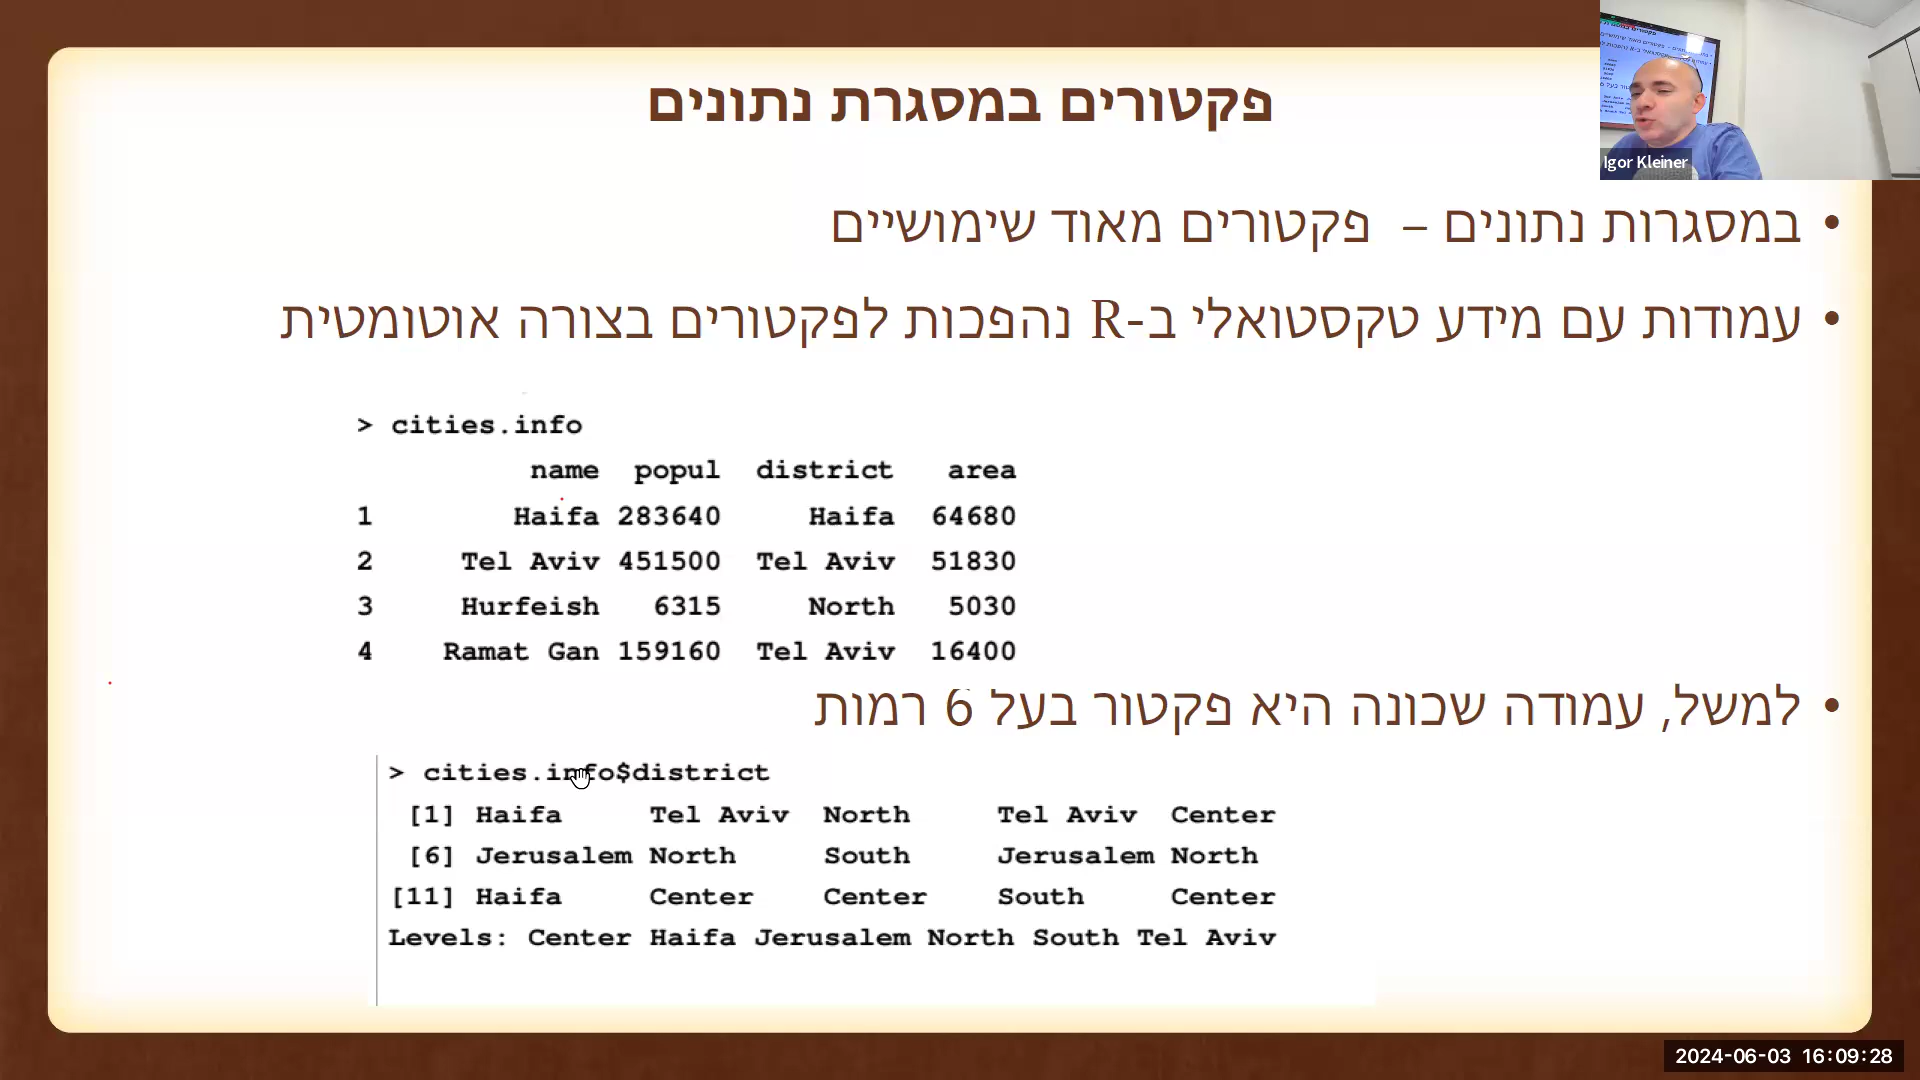 פקטורים במסגרת נתונים
Igor Kleiner
• במסגרות נתונים – פקטורים מאוד שימושיים
• עמודות עם מידע טקסטואלי ב-R נהפכות לפקטורים בצורה אוטומטית
> cities.info
name popul district area
1 Haifa 283640 Haifa 64680
2 Tel Aviv 451500 Tel Aviv 51830
3 Hurfeish 6315 North 5030
4 Ramat Gan 159160 Tel Aviv 16400
• למשל, עמודה שכונה היא פקטור בעל 6 רמות
> cities.info$district
[1] Haifa Tel Aviv North Tel Aviv Center
[6] Jerusalem North South Jerusalem North
[11] Haifa Center Center South Center
Levels: Center Haifa Jerusalem North South Tel Aviv
2024-06-03 16:09:28